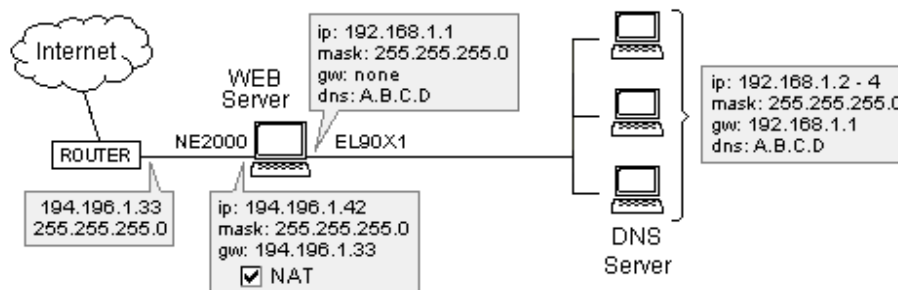 Internet
ROUTER
194.196.1.33
255.255.255.0
WEB
Server
NE2000
EL90X1
ip: 192.168.1.1
mask: 255.255.255.0
gw: none
dns: A.B.C.D
ip: 194.196.1.42
mask: 255.255.255.0
gw: 194.196.1.33
NAT
DNS
Server
ip: 192.168.1.2 - 4
mask: 255.255.255.0
gw: 192.168.1.1
dns: A.B.C.D